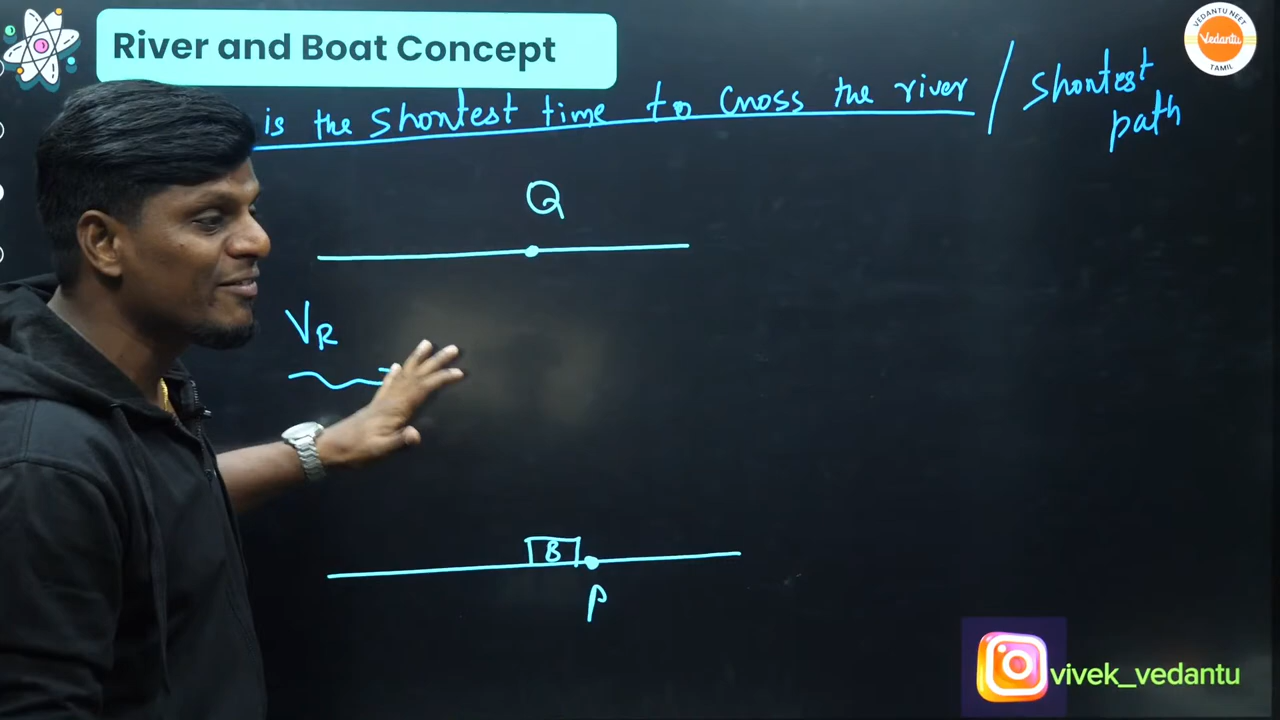 River and Boat Concept
VEDANTU NEET
Vedantu
TAMIL
is the Shortest time to Cross the river / Shortest
path
Q
VR
B
P
vivek_vedantu